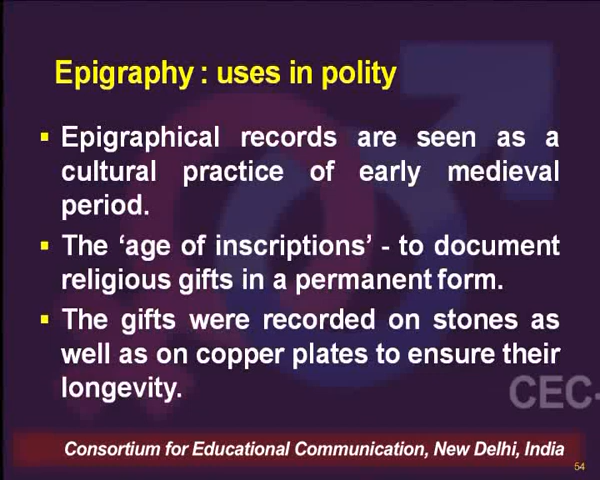 Epigraphy : uses in polity
▪ Epigraphical records are seen as a
cultural practice of early medieval
period.
▪ The ‘age of inscriptions’ - to document
religious gifts in a permanent form.
▪ The gifts were recorded on stones as
well as on copper plates to ensure their
longevity.
CEC-
Consortium for Educational Communication, New Delhi, India
54